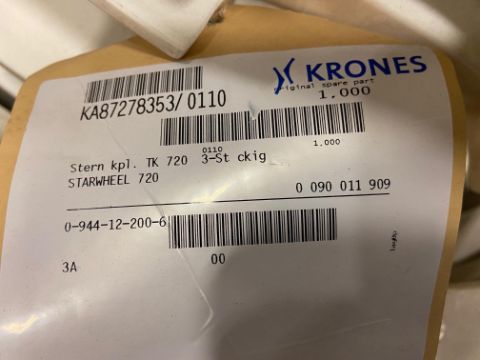 KRONES
original spare part
KA87278353/0110
1,000
0110
1,000
Stern kpl. TK 720 3-St ckig
STARWHEEL 720
0 090 011 909
0-944-12-200-6
3A
00